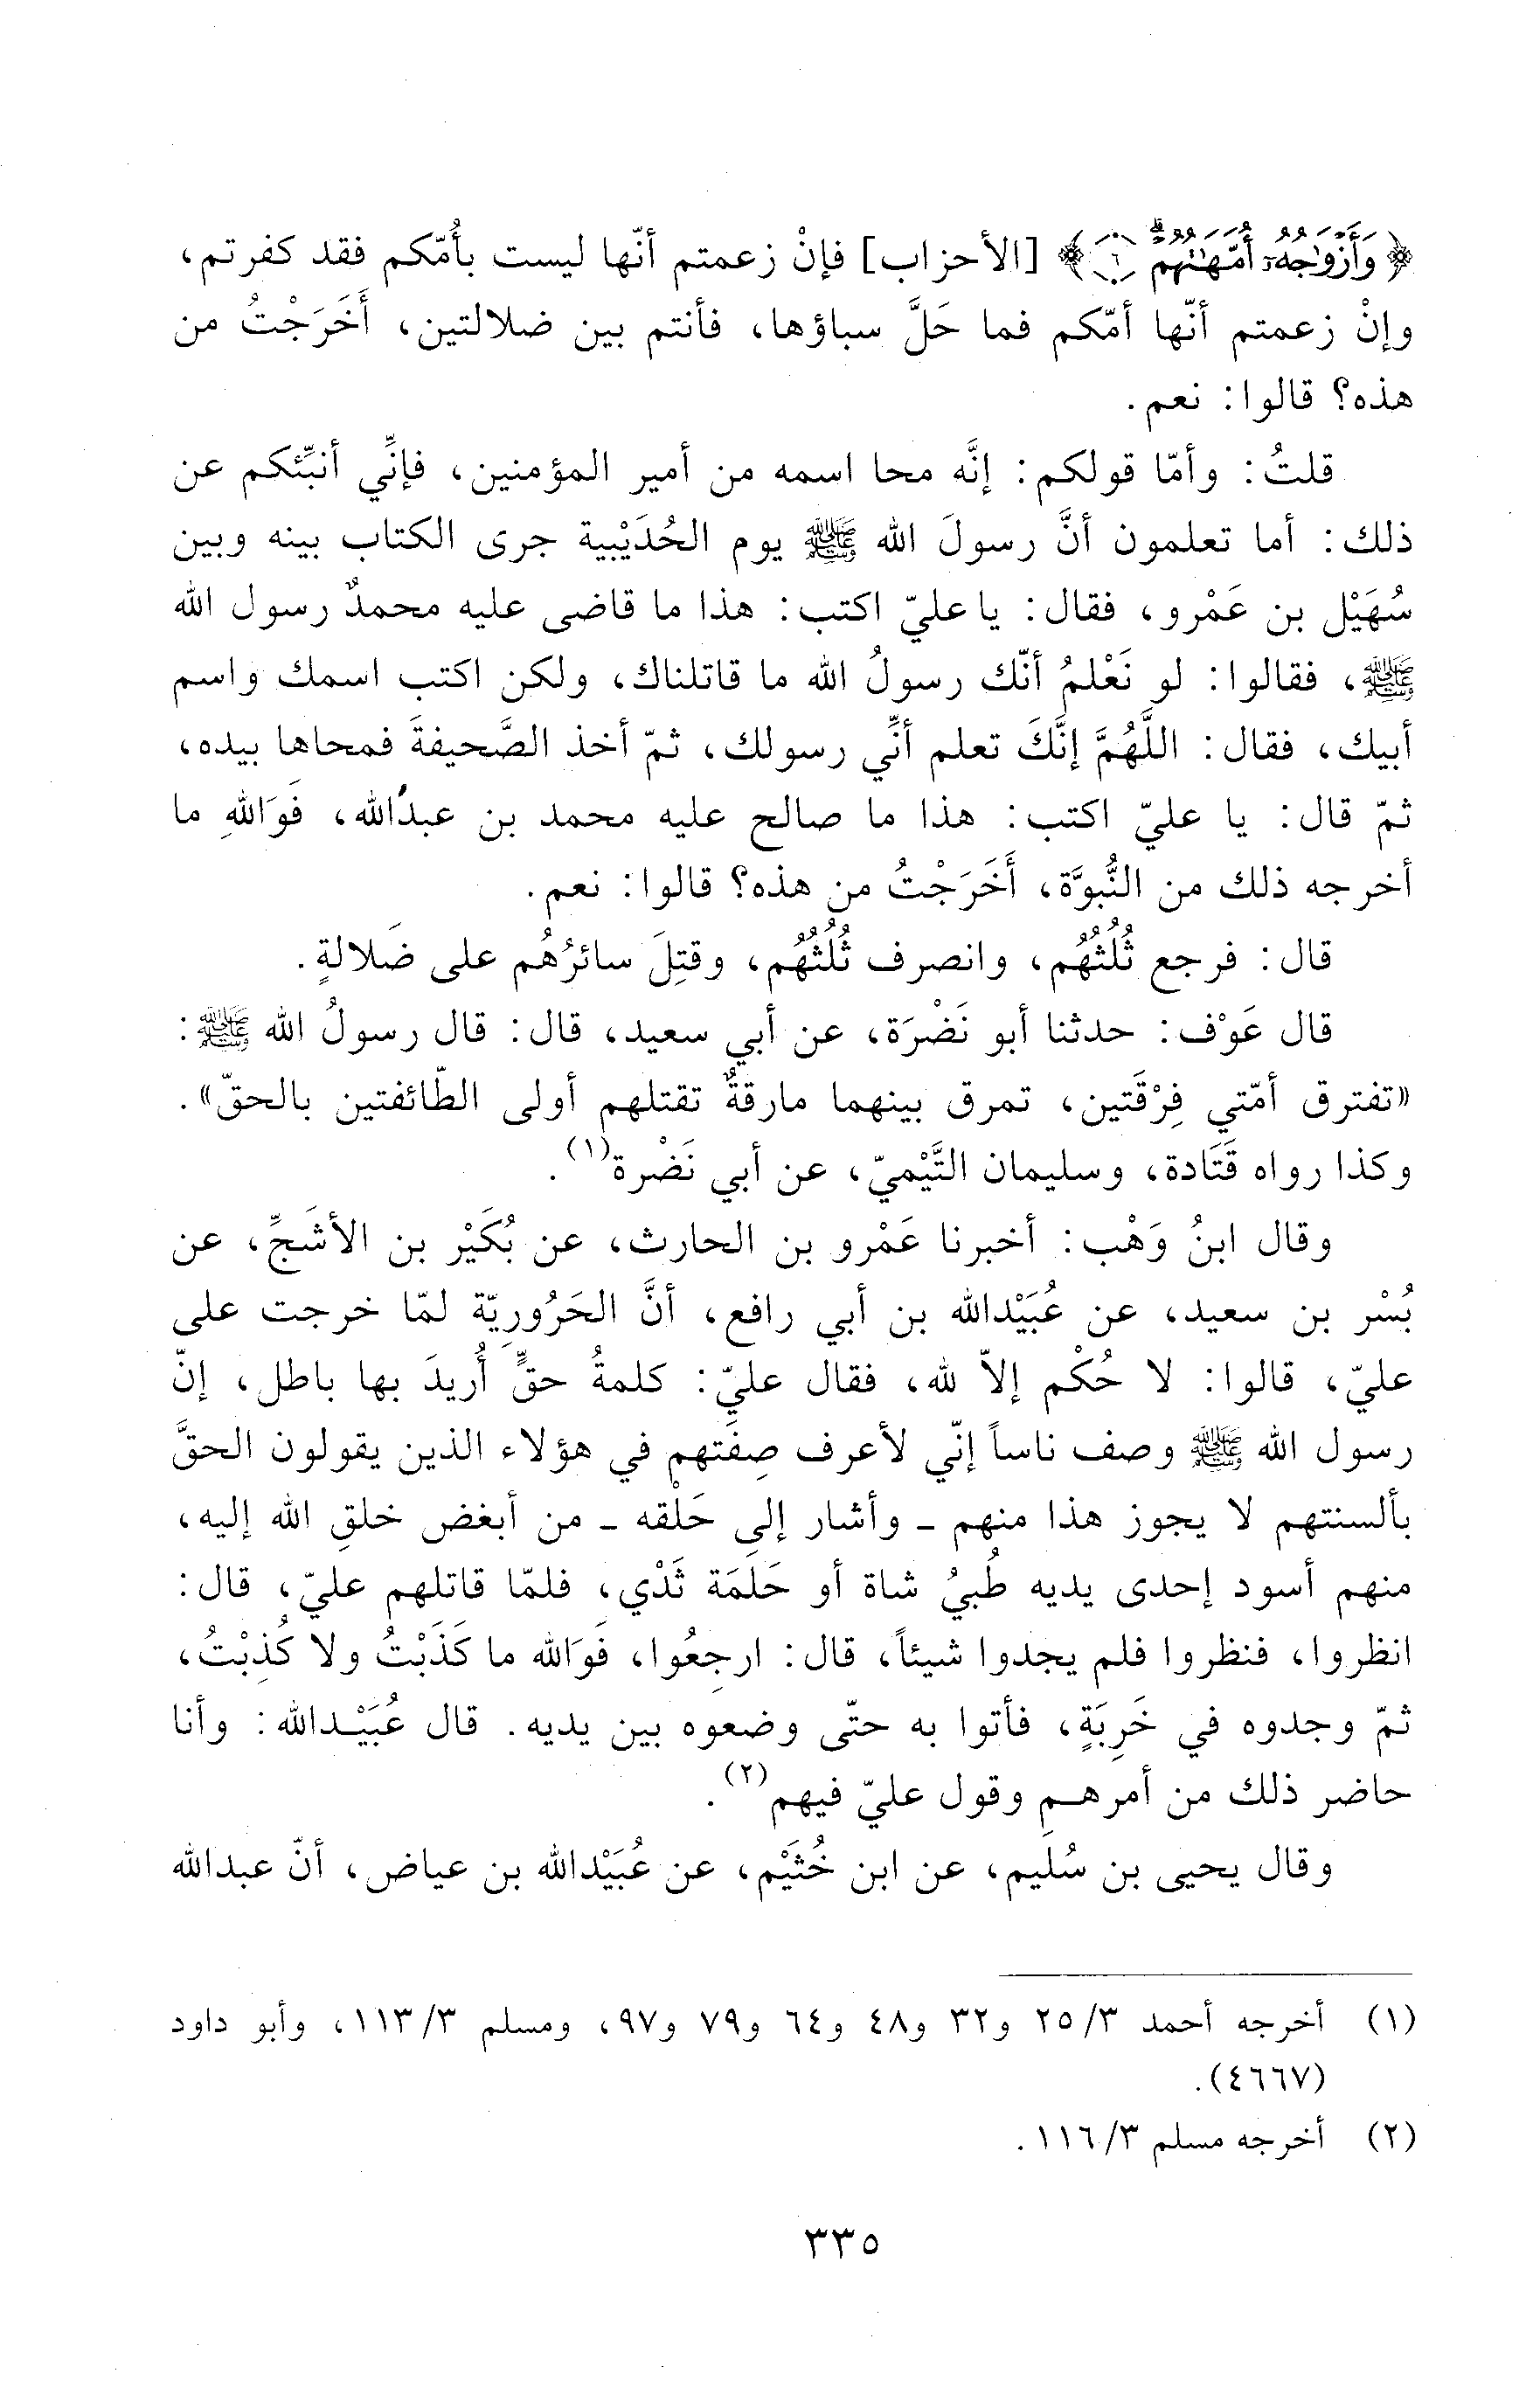 ﴿وَأَزْوَٰجُهُۥٓ أُمَّهَـٰتُهُمْ ۗ ٦﴾ [الأحزاب] فإنْ زعمتم أنّها ليست بأُمّكم فقد كفرتم،
وإنْ زعمتم أنّها أمّكم فما حَلَّ سباؤها، فأنتم بين ضلالتين، أَخَرَجْتُ من
هذه؟ قالوا: نعم.
قلتُ: وأمّا قولكم: إنَّه محا اسمه من أمير المؤمنين، فإنِّي أنبِّئكم عن
ذلك: أما تعلمون أنَّ رسولَ الله ﷺ يوم الحُدَيْبية جرى الكتاب بينه وبين
سُهَيْل بن عَمْرو، فقال: يا عليّ اكتب: هذا ما قاضى عليه محمدٌ رسول الله
ﷺ، فقالوا: لو نَعْلمُ أنّك رسولُ الله ما قاتلناك، ولكن اكتب اسمك واسم
أبيك، فقال: اللَّهُمَّ إنَّكَ تعلم أنِّي رسولك، ثمّ أخذ الصَّحيفةَ فمحاها بيده،
ثمّ قال: يا عليّ اكتب: هذا ما صالح عليه محمد بن عبدُالله، فَوَاللهِ ما
أخرجه ذلك من النُّبوَّة، أَخَرَجْتُ من هذه؟ قالوا: نعم.
قال: فرجع ثُلُثُهُم، وانصرف ثُلُثُهُم، وقتِلَ سائرُهُم على ضَلالةٍ.
قال عَوْف: حدثنا أبو نَضْرَة، عن أبي سعيد، قال: قال رسولُ الله ﷺ:
«تفترق أمّتي فِرْقَتين، تمرق بينهما مارقةٌ تقتلهم أولى الطّائفتين بالحقّ».
وكذا رواه قَتَادة، وسليمان التَّيْميّ، عن أبي نَضْرة(١).
وقال ابنُ وَهْب: أخبرنا عَمْرو بن الحارث، عن بُكَيْر بن الأشَجِّ، عن
بُسْر بن سعيد، عن عُبَيْدالله بن أبي رافع، أنَّ الحَرُورِيّة لمّا خرجت على
عليّ، قالوا: لا حُكْم إلاّ لله، فقال عليّ: كلمةُ حقٍّ أُريدَ بها باطل، إنّ
رسول الله ﷺ وصف ناساً إنّي لأعرف صِفَتهم في هؤلاء الذين يقولون الحقَّ
بألسنتهم لا يجوز هذا منهم ـ وأشار إلى حَلْقه ـ من أبغض خلقِ الله إليه،
منهم أسود إحدى يديه طُبيُ شاة أو حَلَمَة ثَدْي، فلمّا قاتلهم عليّ، قال:
انظروا، فنظروا فلم يجدوا شيئاً، قال: ارجِعُوا، فَوَالله ما كَذَبْتُ ولا كُذِبْتُ،
ثمّ وجدوه في خَرِبَةٍ، فأتوا به حتّى وضعوه بين يديه. قال عُبَيْـدالله: وأنا
حاضر ذلك من أمرهـم وقول عليّ فيهم(٢).
وقال يحيى بن سُلَيم، عن ابن خُثَيْم، عن عُبَيْدالله بن عياض، أنّ عبدالله
(١) أخرجه أحمد ٣/ ٢٥ و٣٢ و٤٨ و٦٤ و٧٩ و٩٧، ومسلم ٣/ ١١٣، وأبو داود
(٤٦٦٧).
(٢) أخرجه مسلم ٣/ ١١٦.
٣٣٥